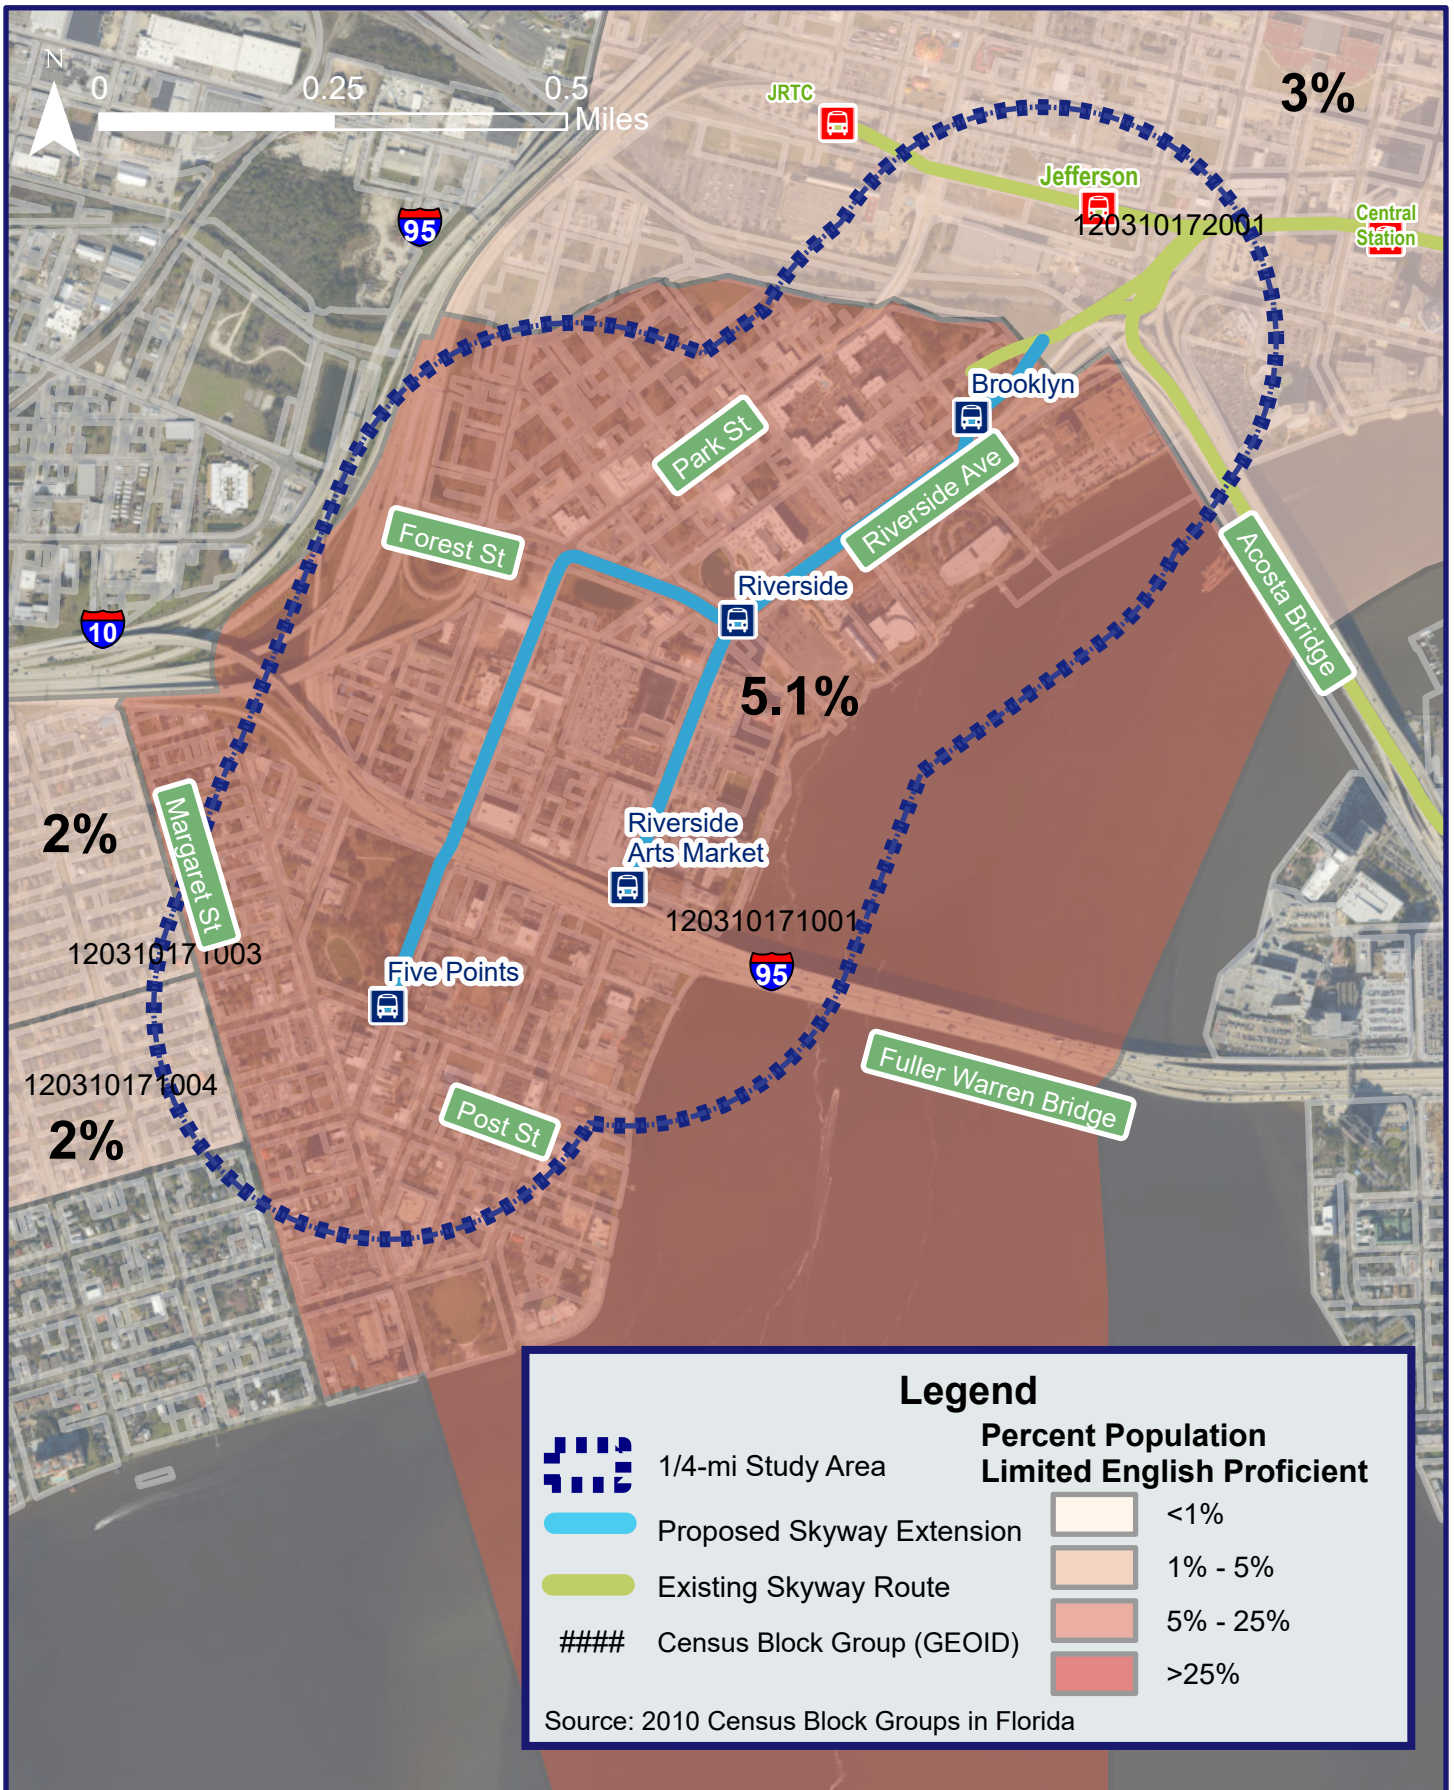 N
0 0.25 0.5
Miles
JRTC
3%
Jefferson
120310172001
Central
Station
95
Brooklyn
Park St
Riverside Ave
Forest St
Riverside
Acosta Bridge
10
5.1%
2%
Margaret St
Riverside
Arts Market
120310171001
120310171003
95
Five Points
Fuller Warren Bridge
120310171004
Post St
2%
Legend
1/4-mi Study Area
Proposed Skyway Extension
Existing Skyway Route
#### Census Block Group (GEOID)
Percent Population
Limited English Proficient
<1%
1% - 5%
5% - 25%
>25%
Source: 2010 Census Block Groups in Florida